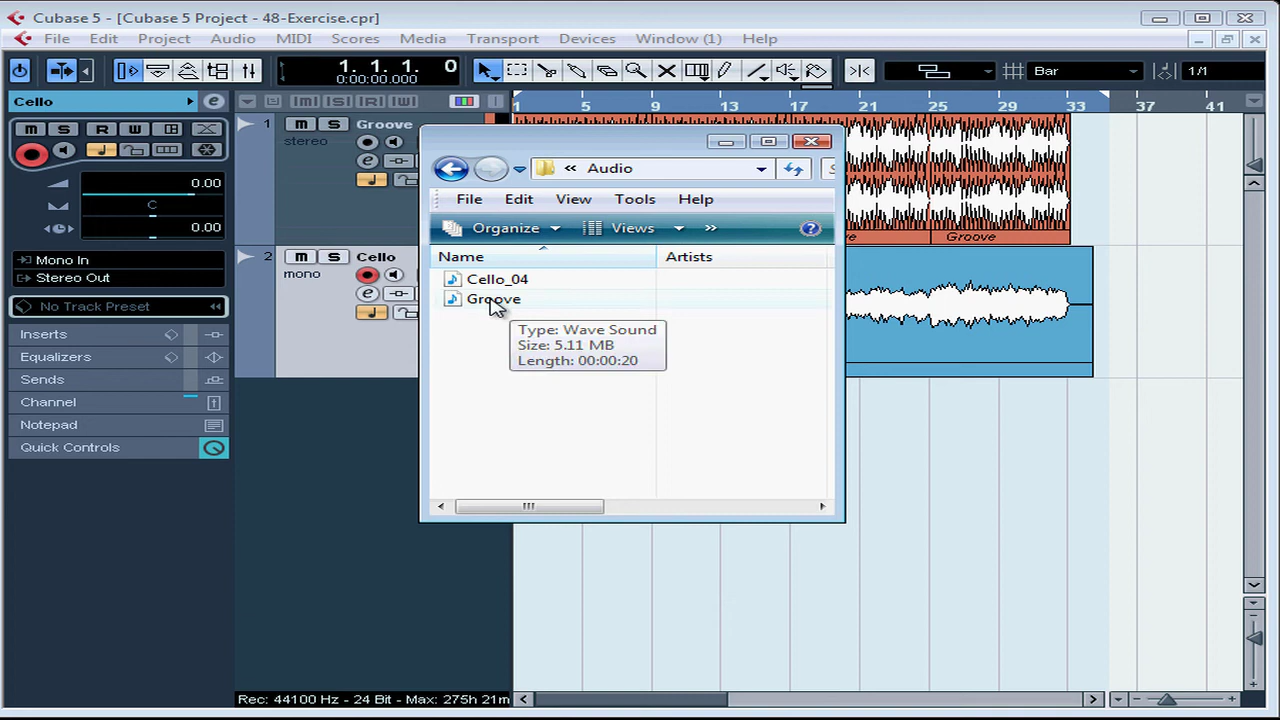 Cubase 5 - [Cubase 5 Project - 48-Exercise.cpr]
File Edit Project Audio MIDI Scores Media Transport Devices Window (1) Help
1. 1. 1. 0
0:00:00.000
Bar
1/1
Cello
[M] [S] [R] [W]
1 5 9 13 17 21 25 29 33 37 41
m S R W
1 m S Groove
stereo
e
0.00
C
0.00
Mono In
Stereo Out
No Track Preset
Inserts
Equalizers
Sends
Channel
Notepad
Quick Controls
2 m S Cello
mono
e
Groove
« Audio
File Edit View Tools Help
Organize Views »
Name Artists
Cello_04
Groove
Type: Wave Sound
Size: 5.11 MB
Length: 00:00:20
Rec: 44100 Hz - 24 Bit - Max: 275h 21m